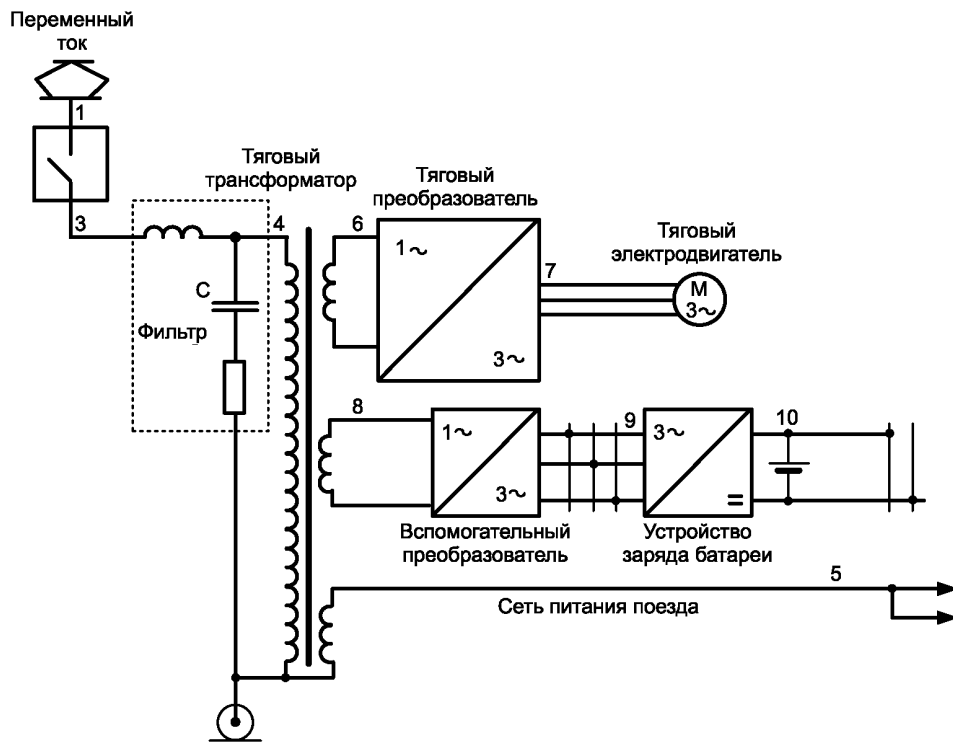 Переменный
ток
1
3
Тяговый
трансформатор
4
C
Фильтр
6
Тяговый
преобразователь
1~
3~
7
Тяговый
электродвигатель
M
3~
8
1~
3~
Вспомогательный
преобразователь
9
3~
=
Устройство
заряда батареи
10
5
Сеть питания поезда